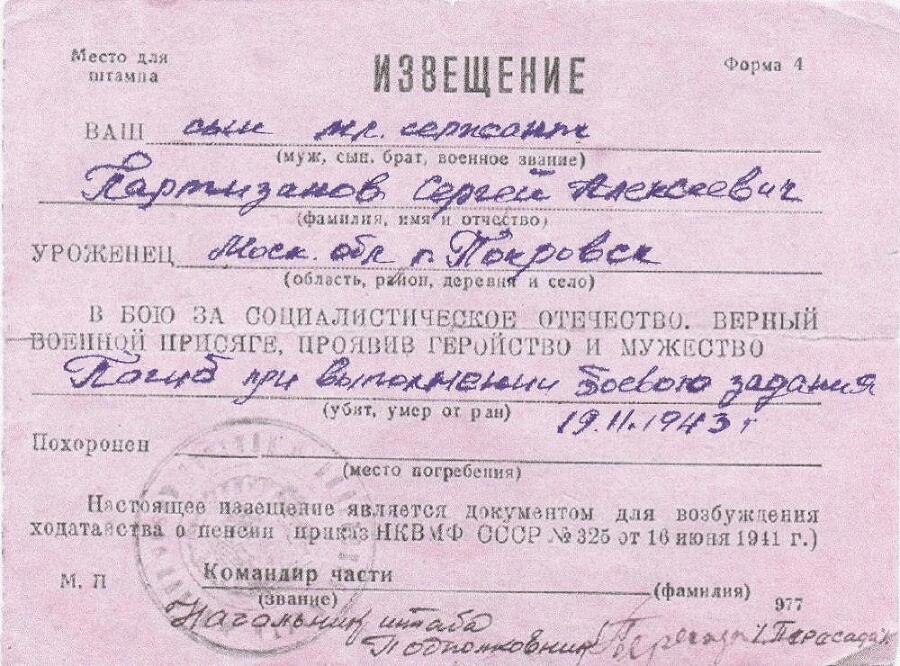 Место для
штампа
ИЗВЕЩЕНИЕ
Форма 4
ВАШ сын мл. сержант
(муж, сын, брат, военное звание)
Партизанов Сергей Алексеевич
(фамилия, имя и отчество)
УРОЖЕНЕЦ Моск. обл г. Покровск
(область, район, деревня и село)
В БОЮ ЗА СОЦИАЛИСТИЧЕСКОЕ ОТЕЧЕСТВО. ВЕРНЫЙ
ВОЕННОЙ ПРИСЯГЕ, ПРОЯВИВ ГЕРОЙСТВО И МУЖЕСТВО
Погиб при выполнении боевого задания
(убит, умер от ран) 19.11.1943 г
Похоронен
(место погребения)
Настоящее извещение является документом для возбуждения
ходатайства о пенсии (приказ НКВМФ СССР № 325 от 16 июня 1941 г.)
М. П Командир части
(звание) (фамилия)
977
Начальник штаба
Подполковник